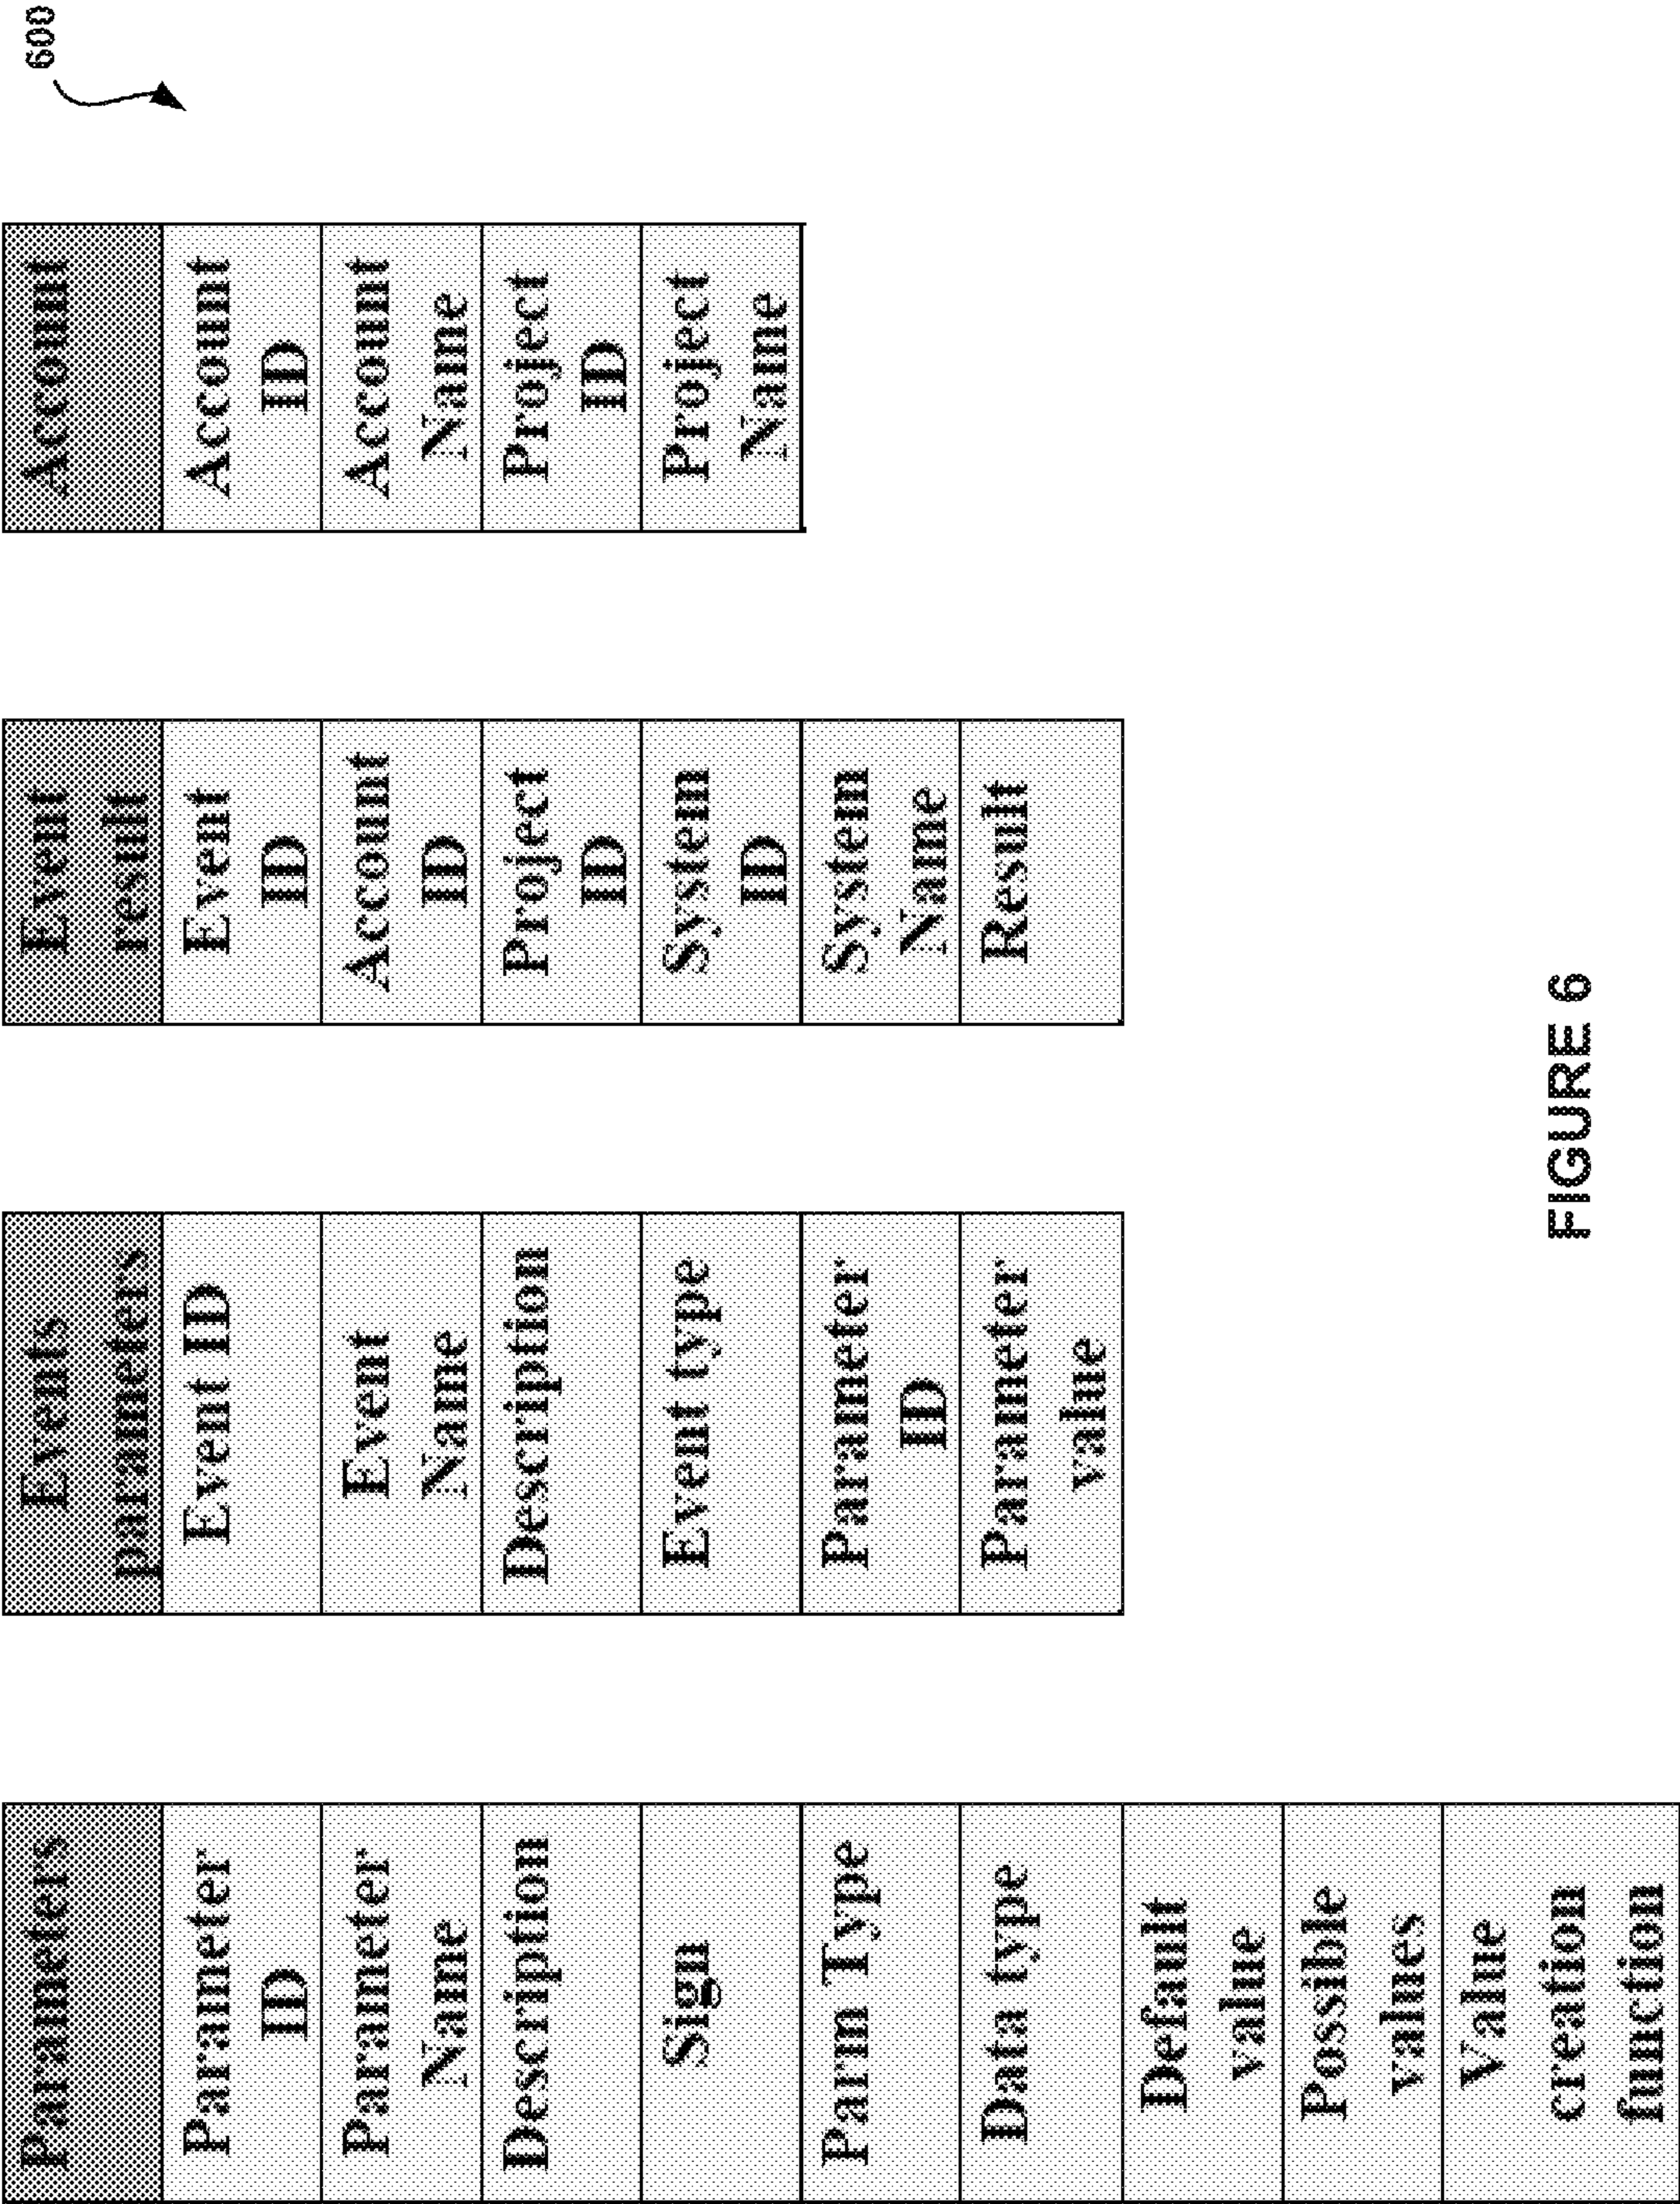 600
Parameters
Parameter
ID
Parameter
Name
Description
Sign
Parm Type
Data type
Default
value
Possible
values
Value
creation
function
Events
parameters
Event ID
Event
Name
Description
Event type
Parameter
ID
Parameter
value
Event
result
Event
ID
Account
ID
Project
ID
System
ID
System
Name
Result
Account
Account
ID
Account
Name
Project
ID
Project
Name
FIGURE 6